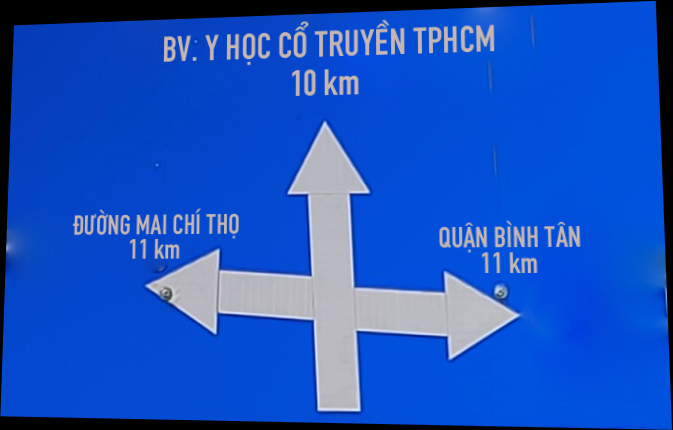 BV: Y HỌC CỔ TRUYỀN TPHCM
10 km
ĐƯỜNG MAI CHÍ THỌ
11 km
QUẬN BÌNH TÂN
11 km